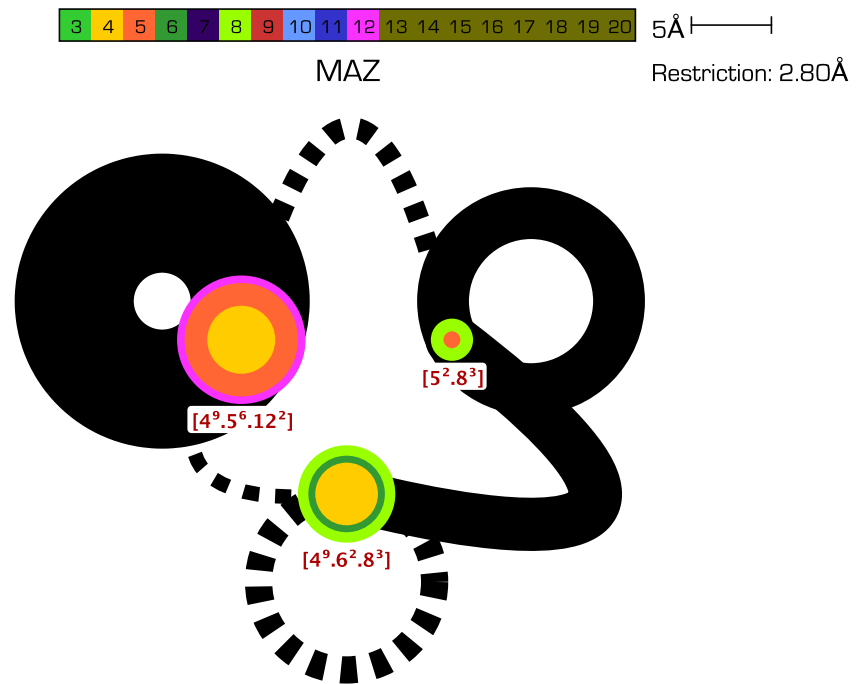 3 4 5 6 7 8 9 10 11 12 13 14 15 16 17 18 19 20
5Å
MAZ
Restriction: 2.80Å
[5².8³]
[4⁹.5⁶.12²]
[4⁹.6².8³]